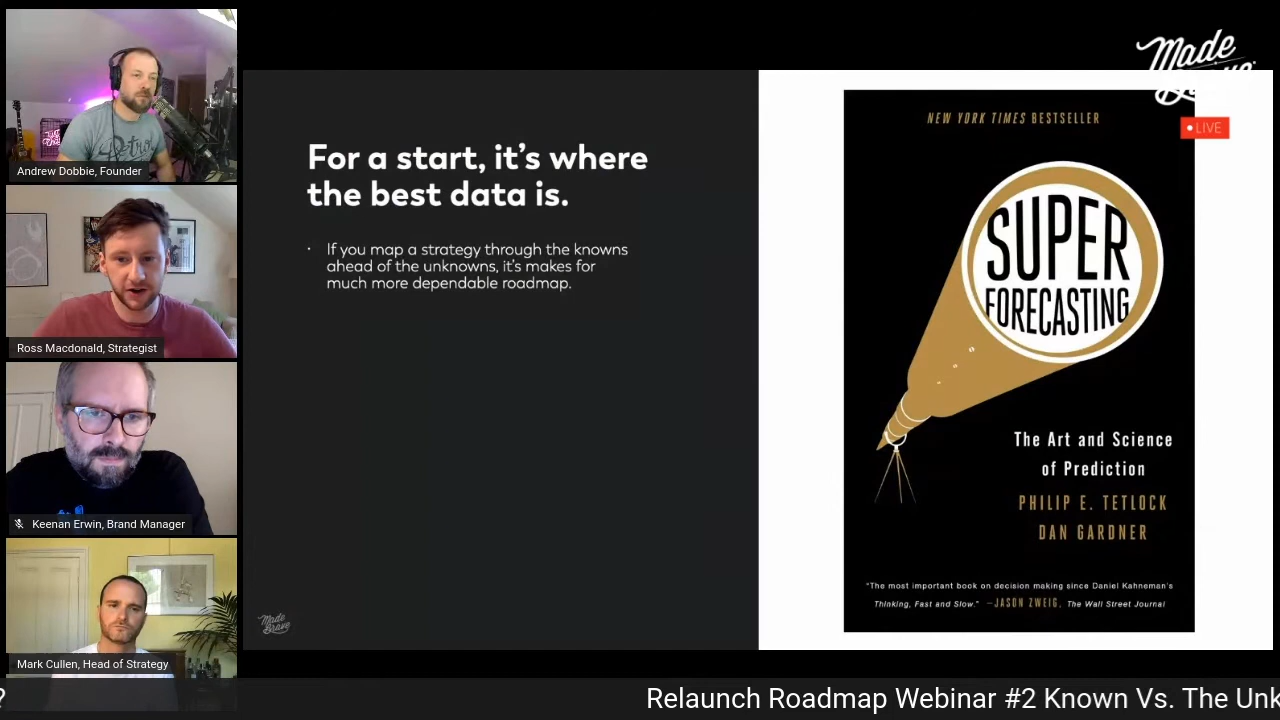 Made
Brave
LIVE
Andrew Dobbie, Founder
Ross Macdonald, Strategist
Keenan Erwin, Brand Manager
Mark Cullen, Head of Strategy
For a start, it’s where
the best data is.
· If you map a strategy through the knowns
ahead of the unknowns, it’s makes for
much more dependable roadmap.
Made
Brave
NEW YORK TIMES BESTSELLER
SUPER
FORECASTING
The Art and Science
of Prediction
PHILIP E. TETLOCK
DAN GARDNER
"The most important book on decision making since Daniel Kahneman's
Thinking, Fast and Slow." —JASON ZWEIG, The Wall Street Journal
? Relaunch Roadmap Webinar #2 Known Vs. The Unk